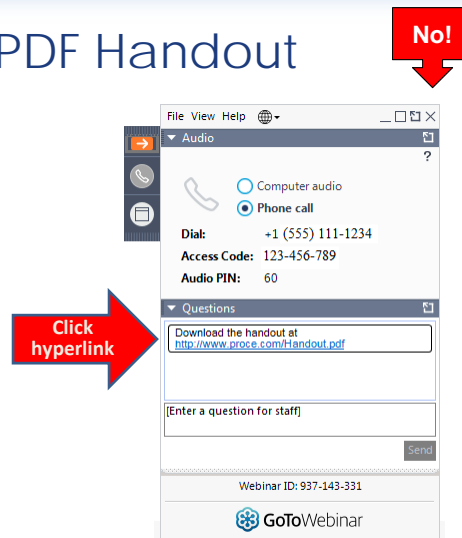 PDF Handout
No!
File View Help
Audio
?
Computer audio
Phone call
Dial: +1 (555) 111-1234
Access Code: 123-456-789
Audio PIN: 60
Questions
Click
hyperlink
Download the handout at
http://www.proce.com/Handout.pdf
[Enter a question for staff]
Send
Webinar ID: 937-143-331
GoToWebinar